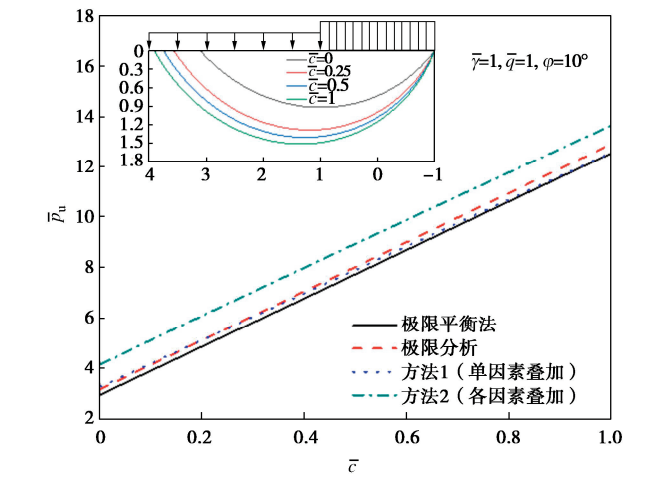 18
16
14
12
10
8
6
4
2
p̄u
0
0.3
0.6
0.9
1.2
1.5
1.8
4
3
2
1
0
-1
c̄=0
c̄=0.25
c̄=0.5
c̄=1
γ̄=1, q̄=1, φ=10°
极限平衡法
极限分析
方法1（单因素叠加）
方法2（各因素叠加）
0
0.2
0.4
0.6
0.8
1.0
c̄